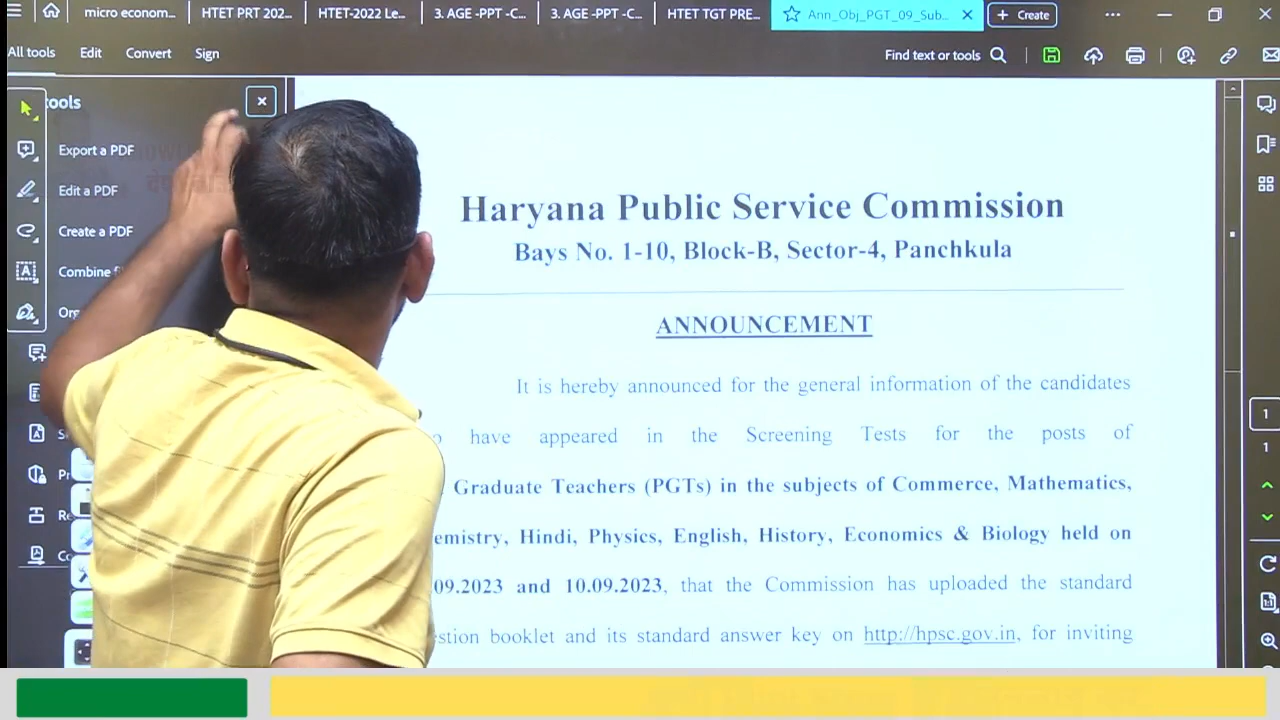 micro econom...
HTET PRT 202...
HTET-2022 Le...
3. AGE -PPT -C...
3. AGE -PPT -C...
HTET TGT PRE...
Ann_Obj_PGT_09_Sub...
Create
All tools
Edit
Convert
Sign
Find text or tools
tools
Export a PDF
Edit a PDF
Create a PDF
Combine
Haryana Public Service Commission
Bays No. 1-10, Block-B, Sector-4, Panchkula
ANNOUNCEMENT
It is hereby announced for the general information of the candidates
have appeared in the Screening Tests for the posts of
Graduate Teachers (PGTs) in the subjects of Commerce, Mathematics,
emistry, Hindi, Physics, English, History, Economics & Biology held on
09.2023 and 10.09.2023, that the Commission has uploaded the standard
stion booklet and its standard answer key on http://hpsc.gov.in, for inviting
1
1